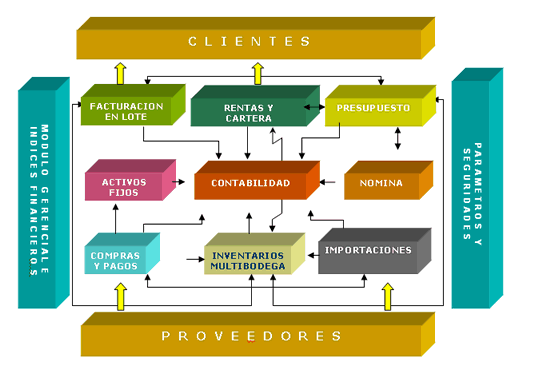 CLIENTES
FACTURACION
EN LOTE
RENTAS Y
CARTERA
PRESUPUESTO
MODULO GERENCIAL E
INDICES FINANCIEROS
PARAMETROS Y
SEGURIDADES
ACTIVOS
FIJOS
CONTABILIDAD
NOMINA
COMPRAS
Y PAGOS
INVENTARIOS
MULTIBODEGA
IMPORTACIONES
PROVEEDORES